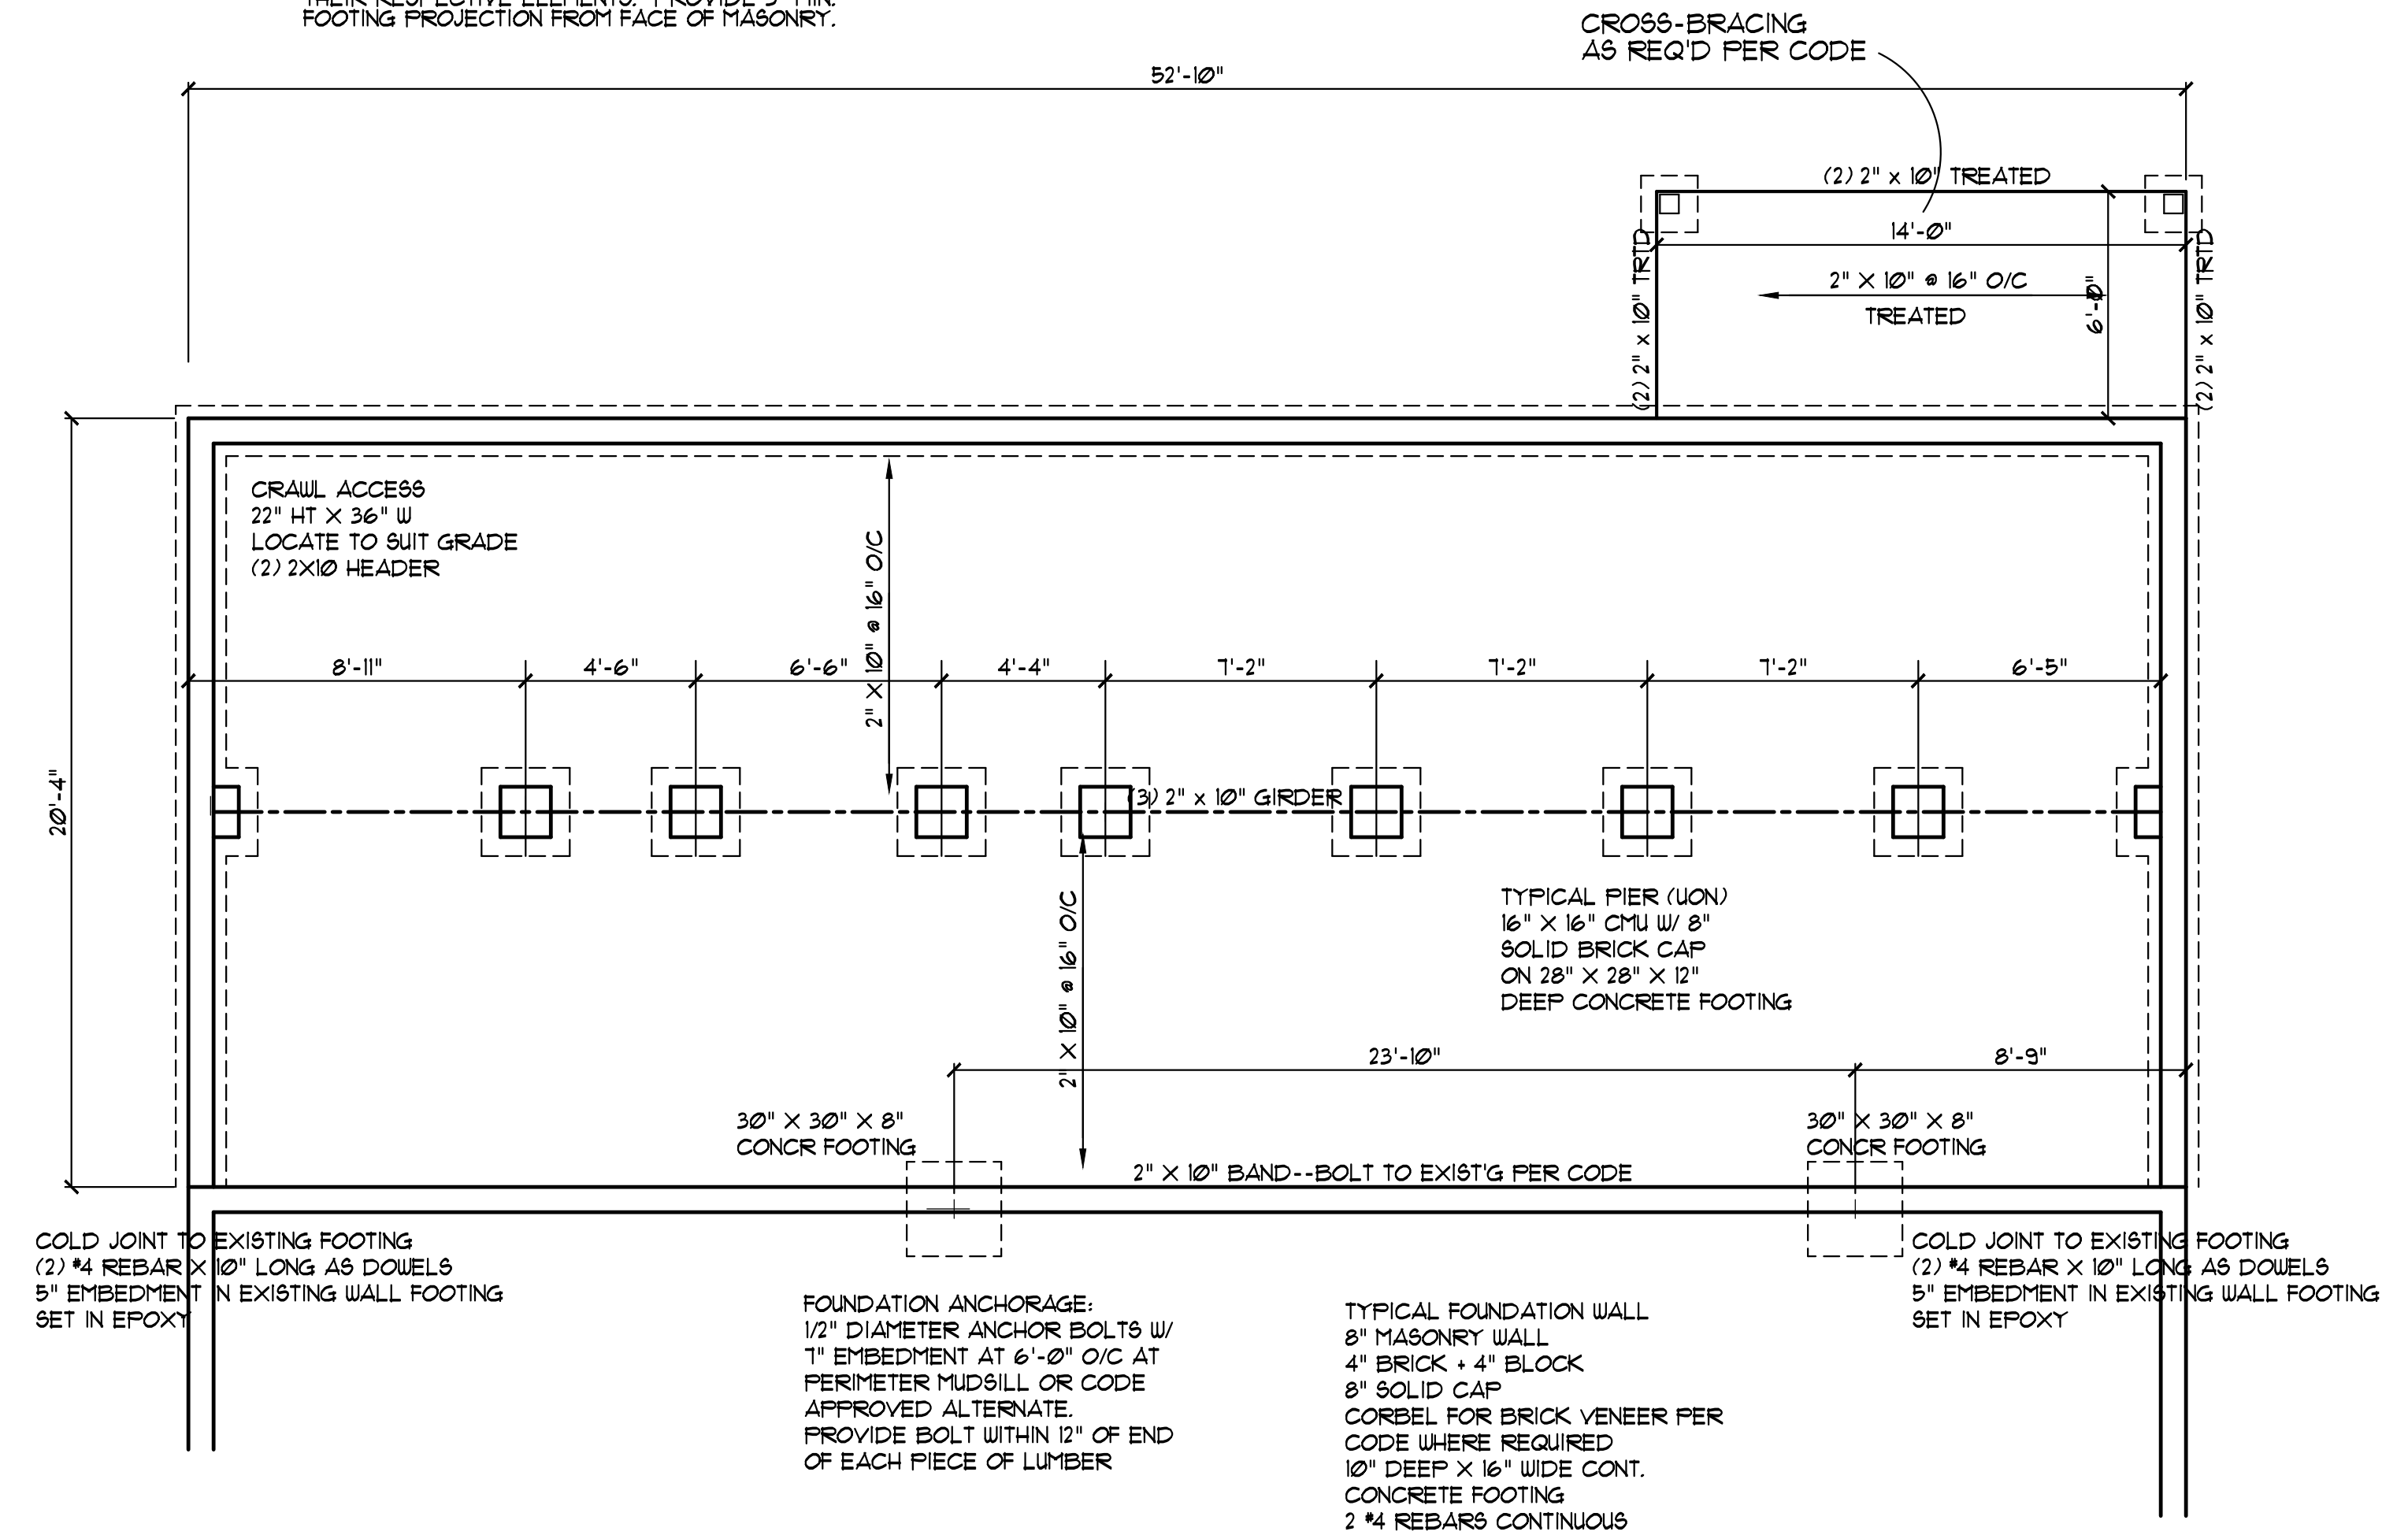 THEIR RESPECTIVE ELEMENTS. PROVIDE 5" MIN.
FOOTING PROJECTION FROM FACE OF MASONRY.
CROSS-BRACING
AS REQ'D PER CODE
52'-10"
(2) 2" x 10" TREATED
14'-0"
(2) 2" x 10" TRTD
2" X 10" @ 16" O/C
TREATED
6'-0"
(2) 2" x 10" TRTD
CRAWL ACCESS
22" HT X 36" W
LOCATE TO SUIT GRADE
(2) 2X10 HEADER
2" X 10" @ 16" O/C
8'-11"
4'-6"
6'-6"
4'-4"
7'-2"
7'-2"
7'-2"
6'-5"
20'-4"
(3) 2" x 10" GIRDER
2" X 10" @ 16" O/C
TYPICAL PIER (UON)
16" X 16" CMU W/ 8"
SOLID BRICK CAP
ON 28" X 28" X 12"
DEEP CONCRETE FOOTING
23'-10"
8'-9"
30" X 30" X 8"
CONCR FOOTING
30" X 30" X 8"
CONCR FOOTING
2" X 10" BAND--BOLT TO EXIST'G PER CODE
COLD JOINT TO EXISTING FOOTING
(2) #4 REBAR X 10" LONG AS DOWELS
5" EMBEDMENT IN EXISTING WALL FOOTING
SET IN EPOXY
COLD JOINT TO EXISTING FOOTING
(2) #4 REBAR X 10" LONG AS DOWELS
5" EMBEDMENT IN EXISTING WALL FOOTING
SET IN EPOXY
FOUNDATION ANCHORAGE:
1/2" DIAMETER ANCHOR BOLTS W/
7" EMBEDMENT AT 6'-0" O/C AT
PERIMETER MUDSILL OR CODE
APPROVED ALTERNATE.
PROVIDE BOLT WITHIN 12" OF END
OF EACH PIECE OF LUMBER
TYPICAL FOUNDATION WALL
8" MASONRY WALL
4" BRICK + 4" BLOCK
8" SOLID CAP
CORBEL FOR BRICK VENEER PER
CODE WHERE REQUIRED
10" DEEP X 16" WIDE CONT.
CONCRETE FOOTING
2 #4 REBARS CONTINUOUS